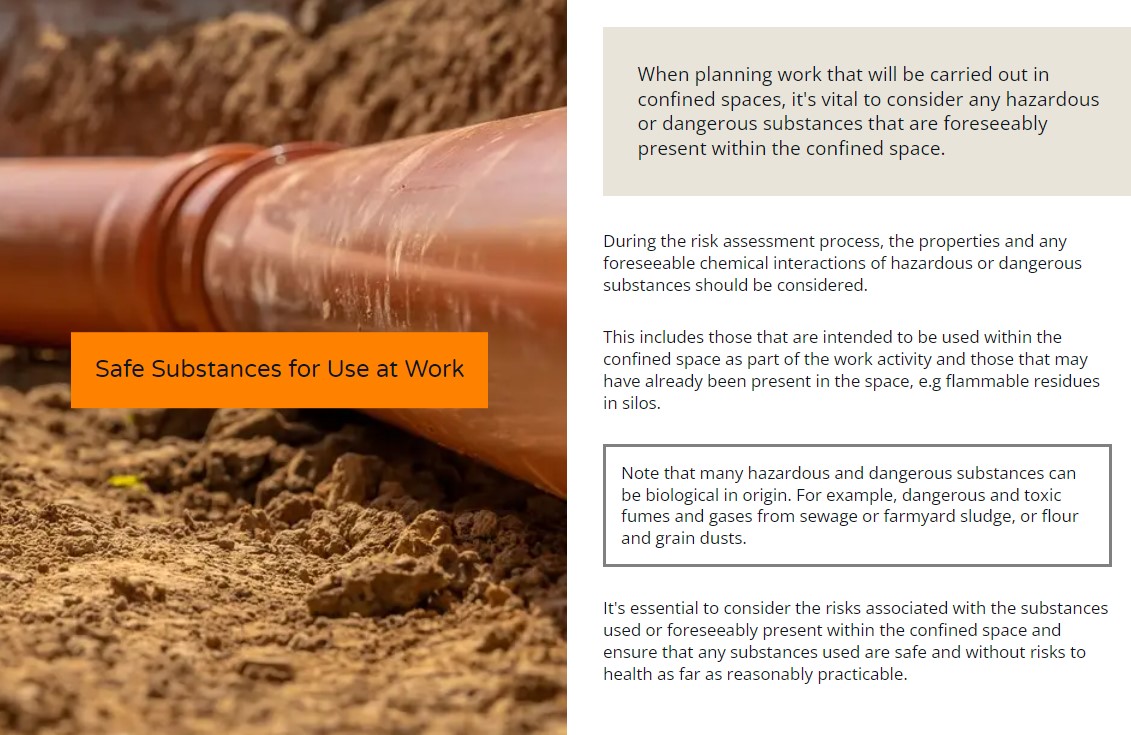 Safe Substances for Use at Work
When planning work that will be carried out in
confined spaces, it's vital to consider any hazardous
or dangerous substances that are foreseeably
present within the confined space.
During the risk assessment process, the properties and any
foreseeable chemical interactions of hazardous or dangerous
substances should be considered.
This includes those that are intended to be used within the
confined space as part of the work activity and those that may
have already been present in the space, e.g flammable residues
in silos.
Note that many hazardous and dangerous substances can
be biological in origin. For example, dangerous and toxic
fumes and gases from sewage or farmyard sludge, or flour
and grain dusts.
It's essential to consider the risks associated with the substances
used or foreseeably present within the confined space and
ensure that any substances used are safe and without risks to
health as far as reasonably practicable.